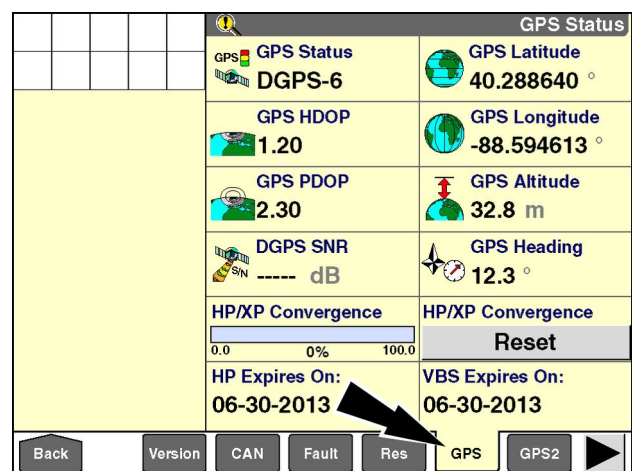 GPS Status
GPS
GPS Status
DGPS-6
GPS Latitude
40.288640 °
GPS HDOP
1.20
GPS Longitude
-88.594613 °
GPS PDOP
2.30
GPS Altitude
32.8 m
S/N
DGPS SNR
----- dB
GPS Heading
12.3 °
HP/XP Convergence
0.0 0% 100.0
HP/XP Convergence
Reset
HP Expires On:
06-30-2013
VBS Expires On:
06-30-2013
Back Version CAN Fault Res GPS GPS2